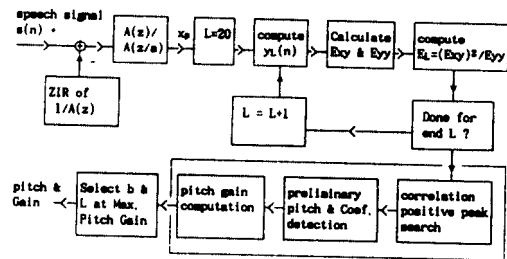 speech signal
s(n) +
-
ZIR of
1/A(z)
A(z)/
A(z/a)
L=20
compute
yL(n)
Calculate
Exy & Eyy
compute
EL=(Exy)²/Eyy
L = L+1
Done for
end L ?
pitch &
Gain
Select b &
L at Max.
Pitch Gain
pitch gain
computation
preliminary
pitch & Coef.
detection
correlation
positive peak
search